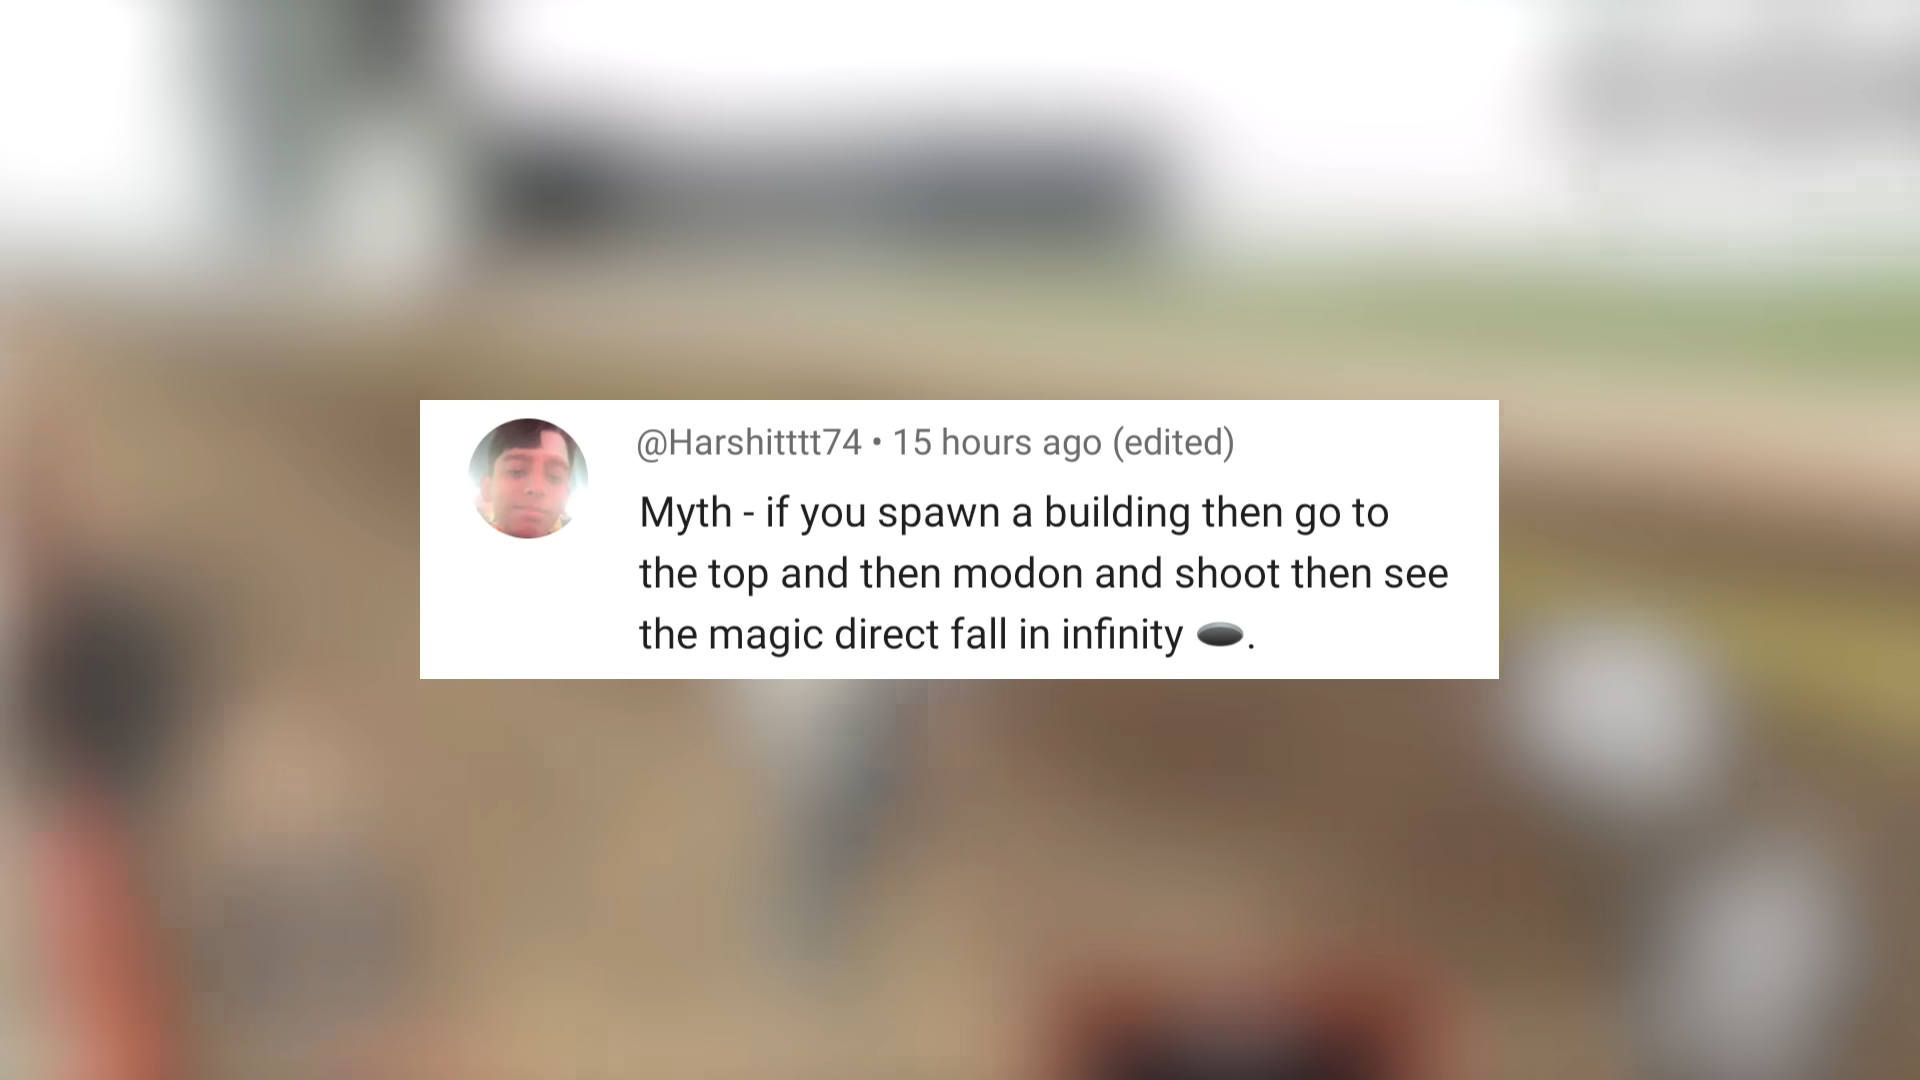 @Harshitttt74 • 15 hours ago (edited)
Myth - if you spawn a building then go to
the top and then modon and shoot then see
the magic direct fall in infinity 🕳️.